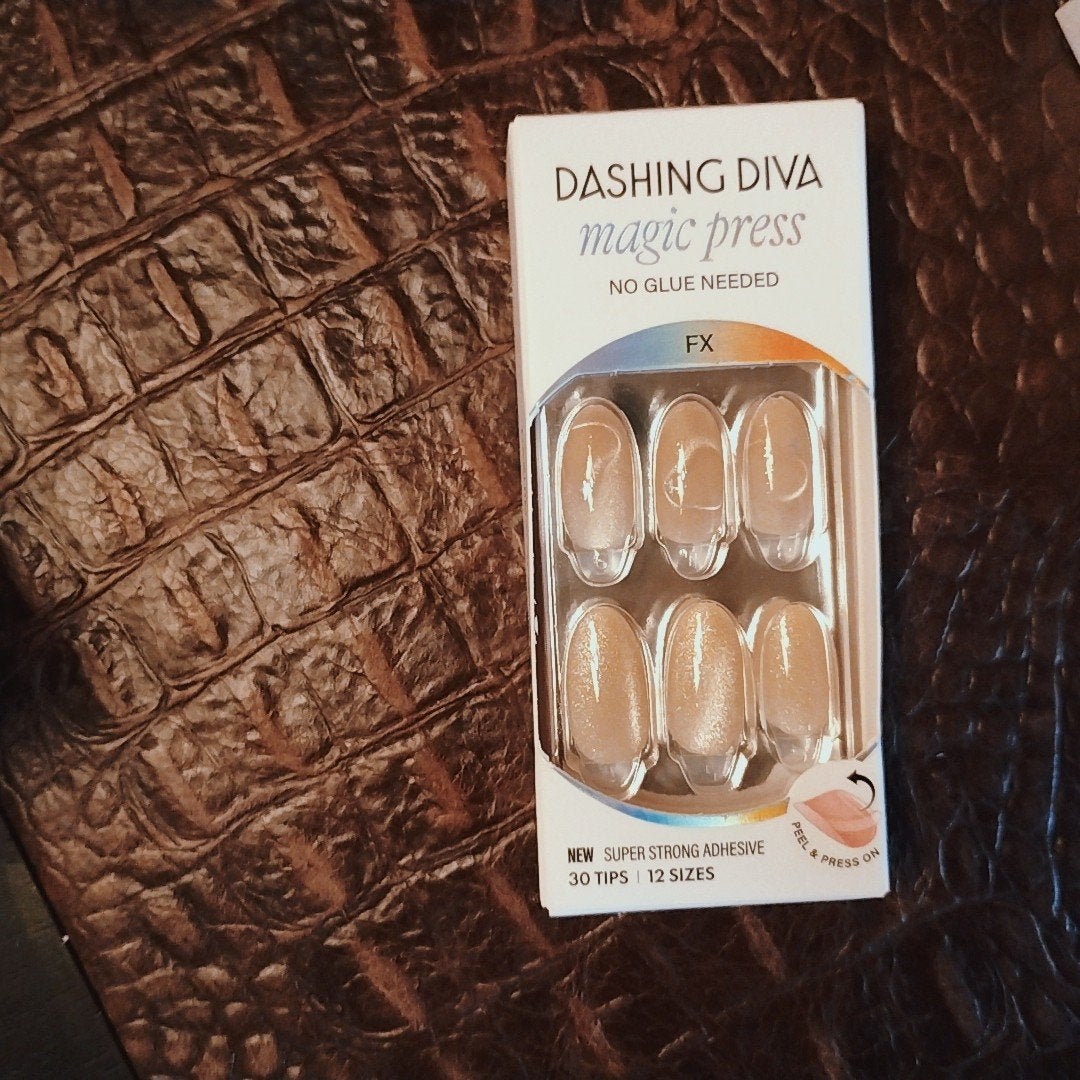 DASHING DIVA
magic press
NO GLUE NEEDED
FX
NEW SUPER STRONG ADHESIVE
30 TIPS | 12 SIZES
PEEL & PRESS ON